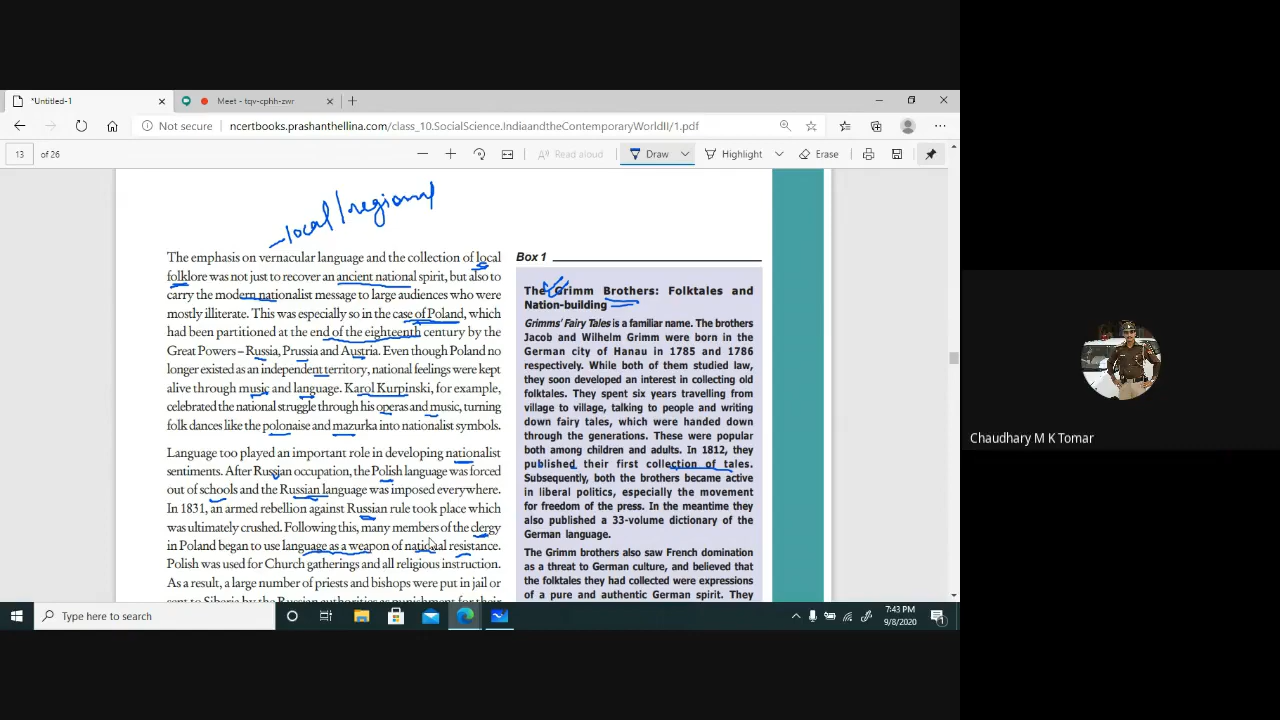 *Untitled-1
Meet - tqv-cphh-zwr
Not secure
ncertbooks.prashanthellina.com/class_10.SocialScience.IndiaandtheContemporaryWorldII/1.pdf
13 of 26
Read aloud
Draw
Highlight
Erase
local/regional
The emphasis on vernacular language and the collection of local
folklore was not just to recover an ancient national spirit, but also to
carry the modern nationalist message to large audiences who were
mostly illiterate. This was especially so in the case of Poland, which
had been partitioned at the end of the eighteenth century by the
Great Powers – Russia, Prussia and Austria. Even though Poland no
longer existed as an independent territory, national feelings were kept
alive through music and language. Karol Kurpinski, for example,
celebrated the national struggle through his operas and music, turning
folk dances like the polonaise and mazurka into nationalist symbols.
Language too played an important role in developing nationalist
sentiments. After Russian occupation, the Polish language was forced
out of schools and the Russian language was imposed everywhere.
In 1831, an armed rebellion against Russian rule took place which
was ultimately crushed. Following this, many members of the clergy
in Poland began to use language as a weapon of national resistance.
Polish was used for Church gatherings and all religious instruction.
As a result, a large number of priests and bishops were put in jail or
sent to Siberia by the Russian authorities as punishment for their
Box 1
The Grimm Brothers: Folktales and
Nation-building
Grimms' Fairy Tales is a familiar name. The brothers
Jacob and Wilhelm Grimm were born in the
German city of Hanau in 1785 and 1786
respectively. While both of them studied law,
they soon developed an interest in collecting old
folktales. They spent six years travelling from
village to village, talking to people and writing
down fairy tales, which were handed down
through the generations. These were popular
both among children and adults. In 1812, they
published their first collection of tales.
Subsequently, both the brothers became active
in liberal politics, especially the movement
for freedom of the press. In the meantime they
also published a 33-volume dictionary of the
German language.
The Grimm brothers also saw French domination
as a threat to German culture, and believed that
the folktales they had collected were expressions
of a pure and authentic German spirit. They
Chaudhary M K Tomar
Type here to search
7:43 PM
9/8/2020
1